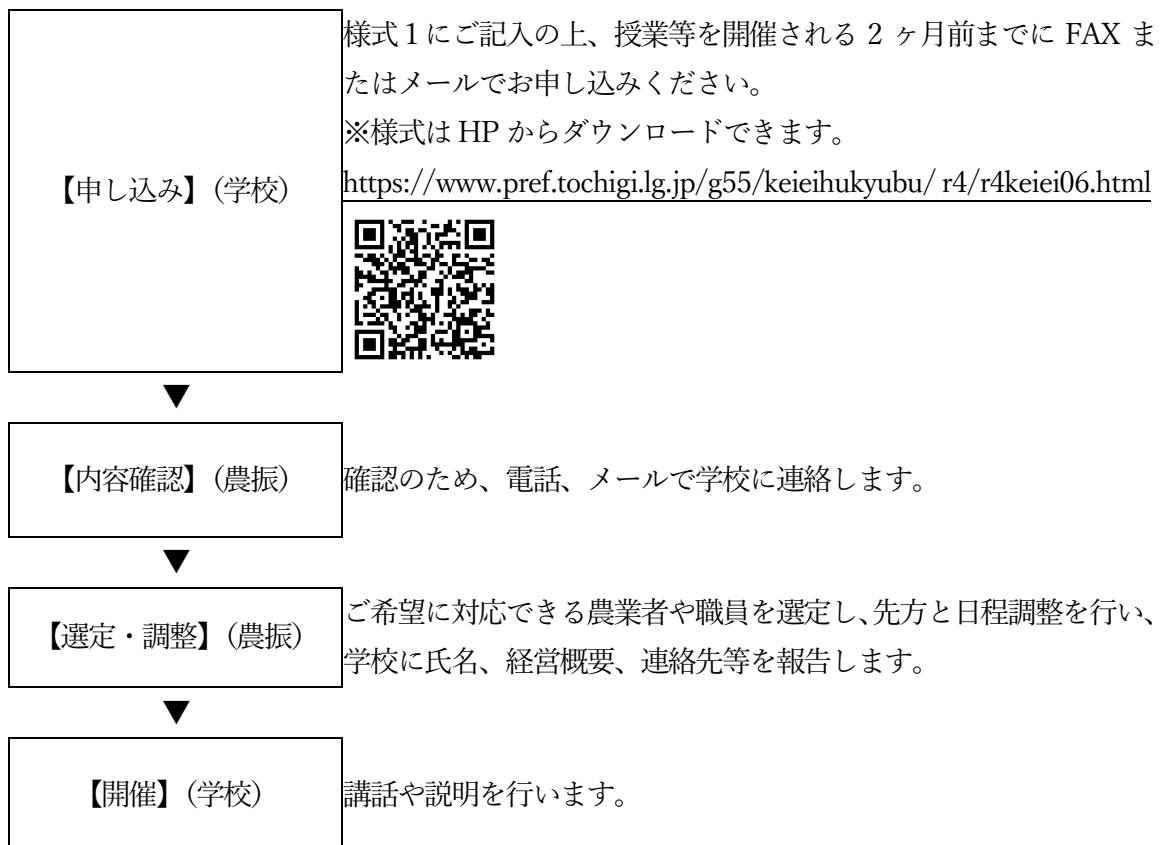 【申し込み】(学校)
様式１にご記入の上、授業等を開催される 2 ヶ月前までに FAX ま
たはメールでお申し込みください。
※様式は HP からダウンロードできます。
https://www.pref.tochigi.lg.jp/g55/keieihukyubu/ r4/r4keiei06.html
▼
【内容確認】(農振)
確認のため、電話、メールで学校に連絡します。
▼
【選定・調整】(農振)
ご希望に対応できる農業者や職員を選定し、先方と日程調整を行い、
学校に氏名、経営概要、連絡先等を報告します。
▼
【開催】(学校)
講話や説明を行います。